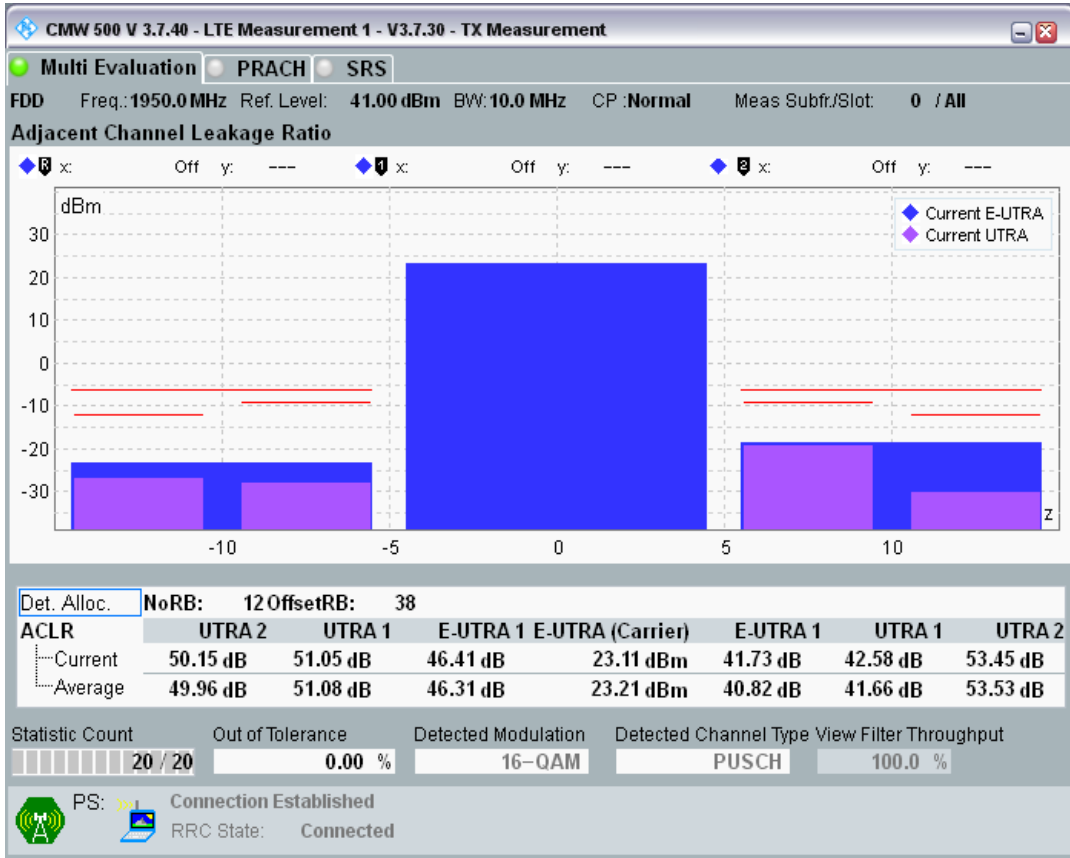 CMW 500 V 3.7.40 - LTE Measurement 1 - V3.7.30 - TX Measurement
Multi Evaluation PRACH SRS
FDD Freq.: 1950.0 MHz Ref. Level: 41.00 dBm BW: 10.0 MHz CP :Normal Meas Subfr./Slot: 0 / All
Adjacent Channel Leakage Ratio
R x: Off y: --- 1 x: Off y: --- 2 x: Off y: ---
dBm
Current E-UTRA
Current UTRA
30
20
10
0
-10
-20
-30
z
-10 -5 0 5 10
Det. Alloc. NoRB: 12 OffsetRB: 38
ACLR UTRA 2 UTRA 1 E-UTRA 1 E-UTRA (Carrier) E-UTRA 1 UTRA 1 UTRA 2
Current 50.15 dB 51.05 dB 46.41 dB 23.11 dBm 41.73 dB 42.58 dB 53.45 dB
Average 49.96 dB 51.08 dB 46.31 dB 23.21 dBm 40.82 dB 41.66 dB 53.53 dB
Statistic Count Out of Tolerance Detected Modulation Detected Channel Type View Filter Throughput
20 / 20 0.00 % 16-QAM PUSCH 100.0 %
PS: Connection Established
RRC State: Connected